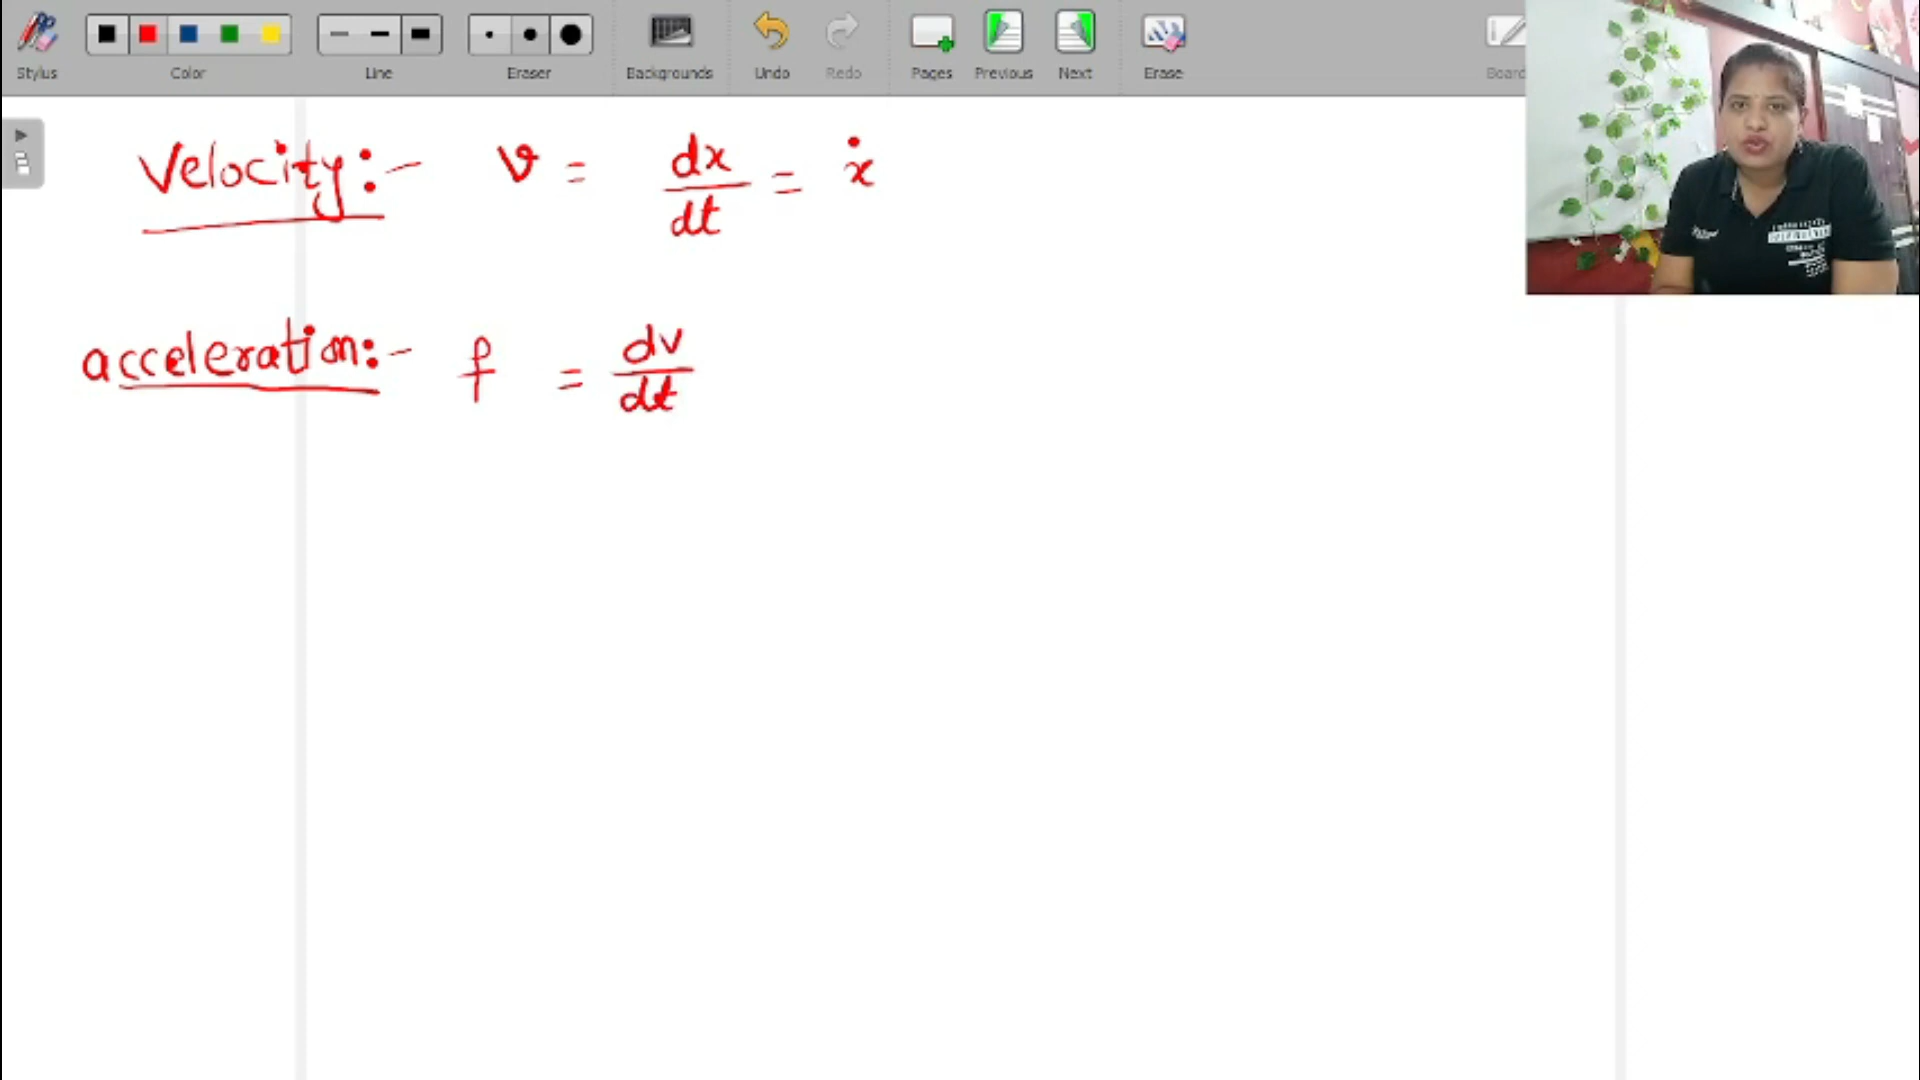 Stylus Color Line Eraser Backgrounds Undo Redo Pages Previous Next Erase Board
Velocity:- v = dx/dt = ẋ
acceleration:- f = dv/dt